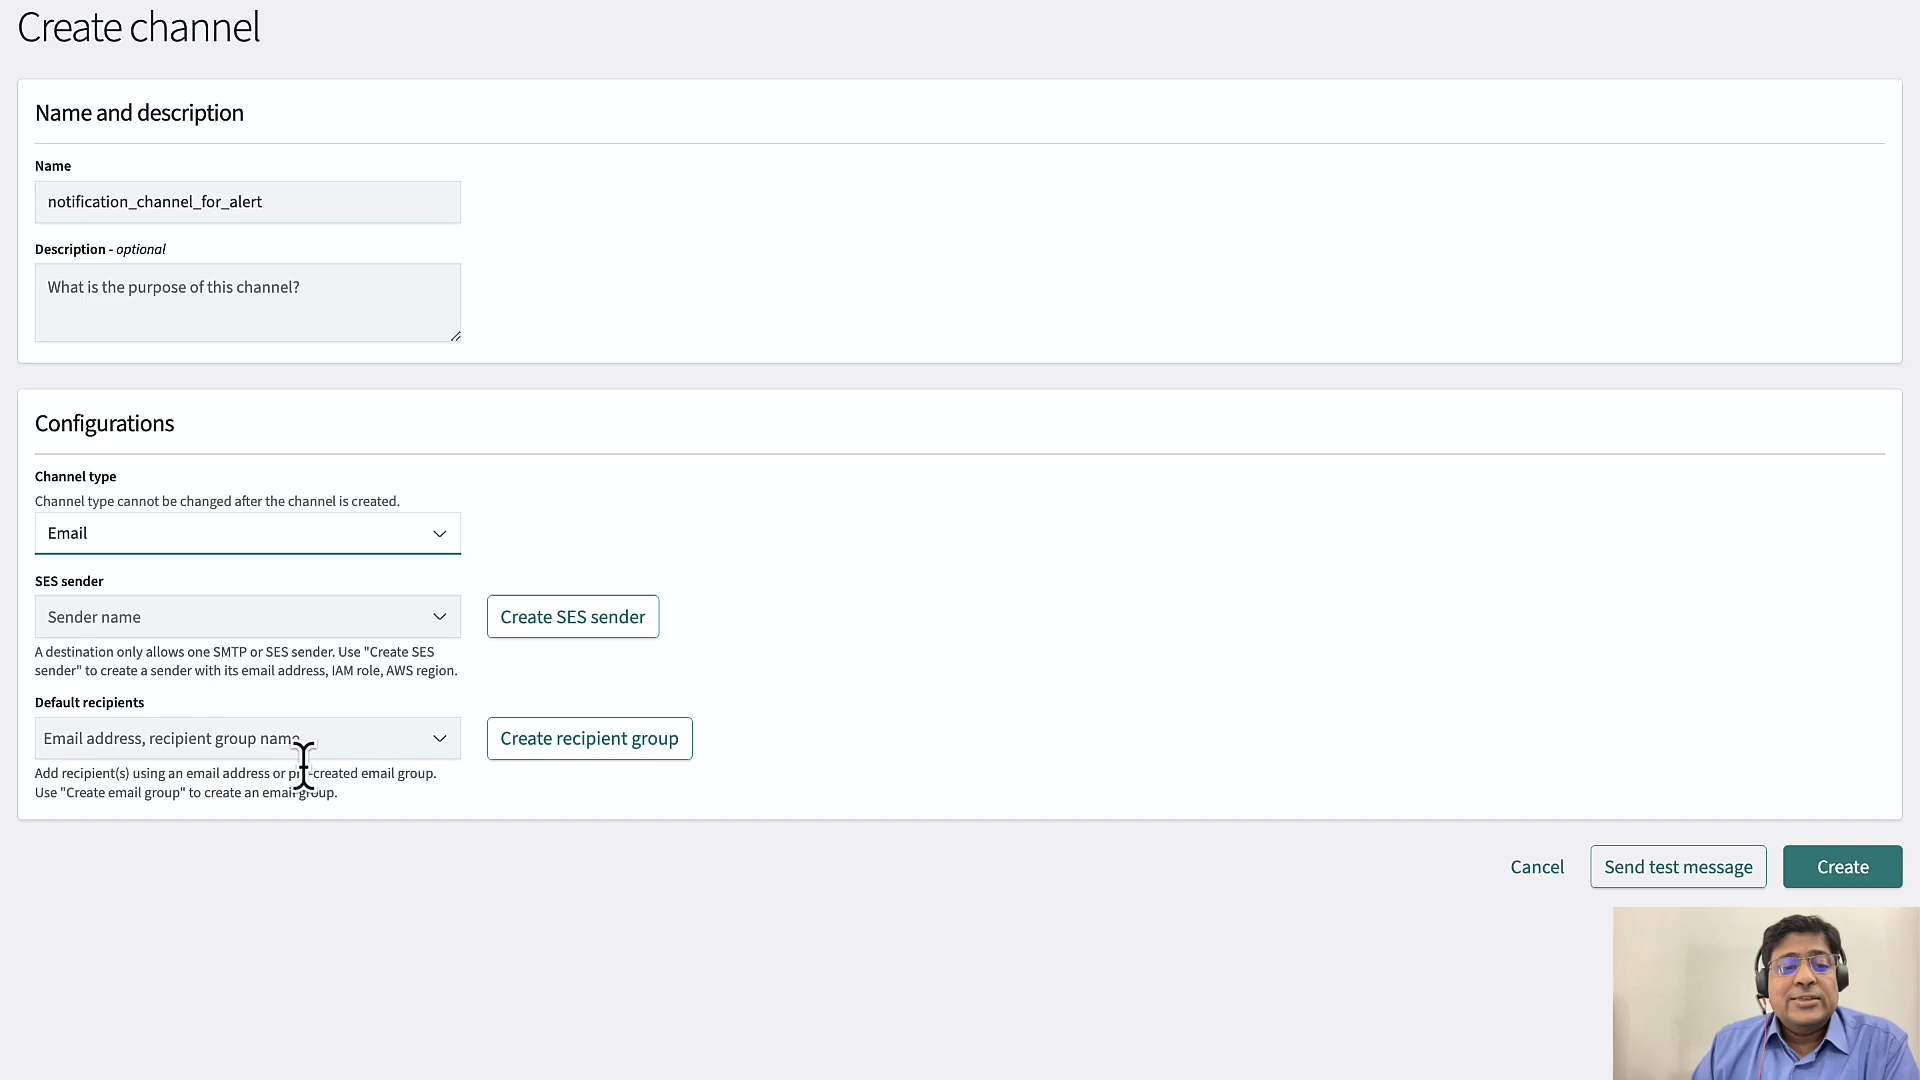 Create channel
Name and description
Name
notification_channel_for_alert
Description - optional
What is the purpose of this channel?
Configurations
Channel type
Channel type cannot be changed after the channel is created.
Email
SES sender
Sender name
Create SES sender
A destination only allows one SMTP or SES sender. Use "Create SES
sender" to create a sender with its email address, IAM role, AWS region.
Default recipients
Email address, recipient group name
Create recipient group
Add recipient(s) using an email address or pre-created email group.
Use "Create email group" to create an email group.
Cancel
Send test message
Create